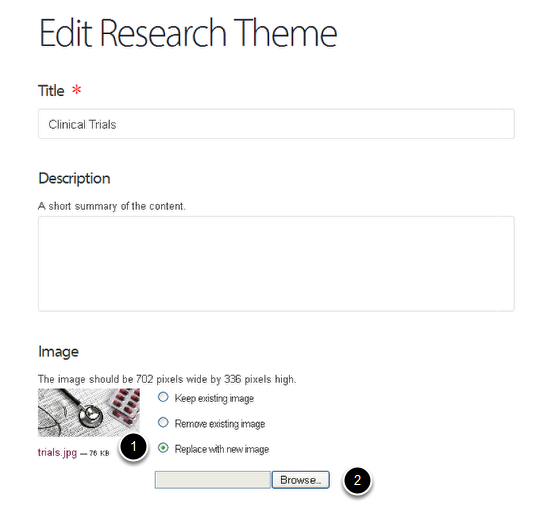 Edit Research Theme
Title *
Clinical Trials
Description
A short summary of the content.
Image
The image should be 702 pixels wide by 336 pixels high.
Keep existing image
Remove existing image
trials.jpg — 76 KB
1
Replace with new image
Browse...
2